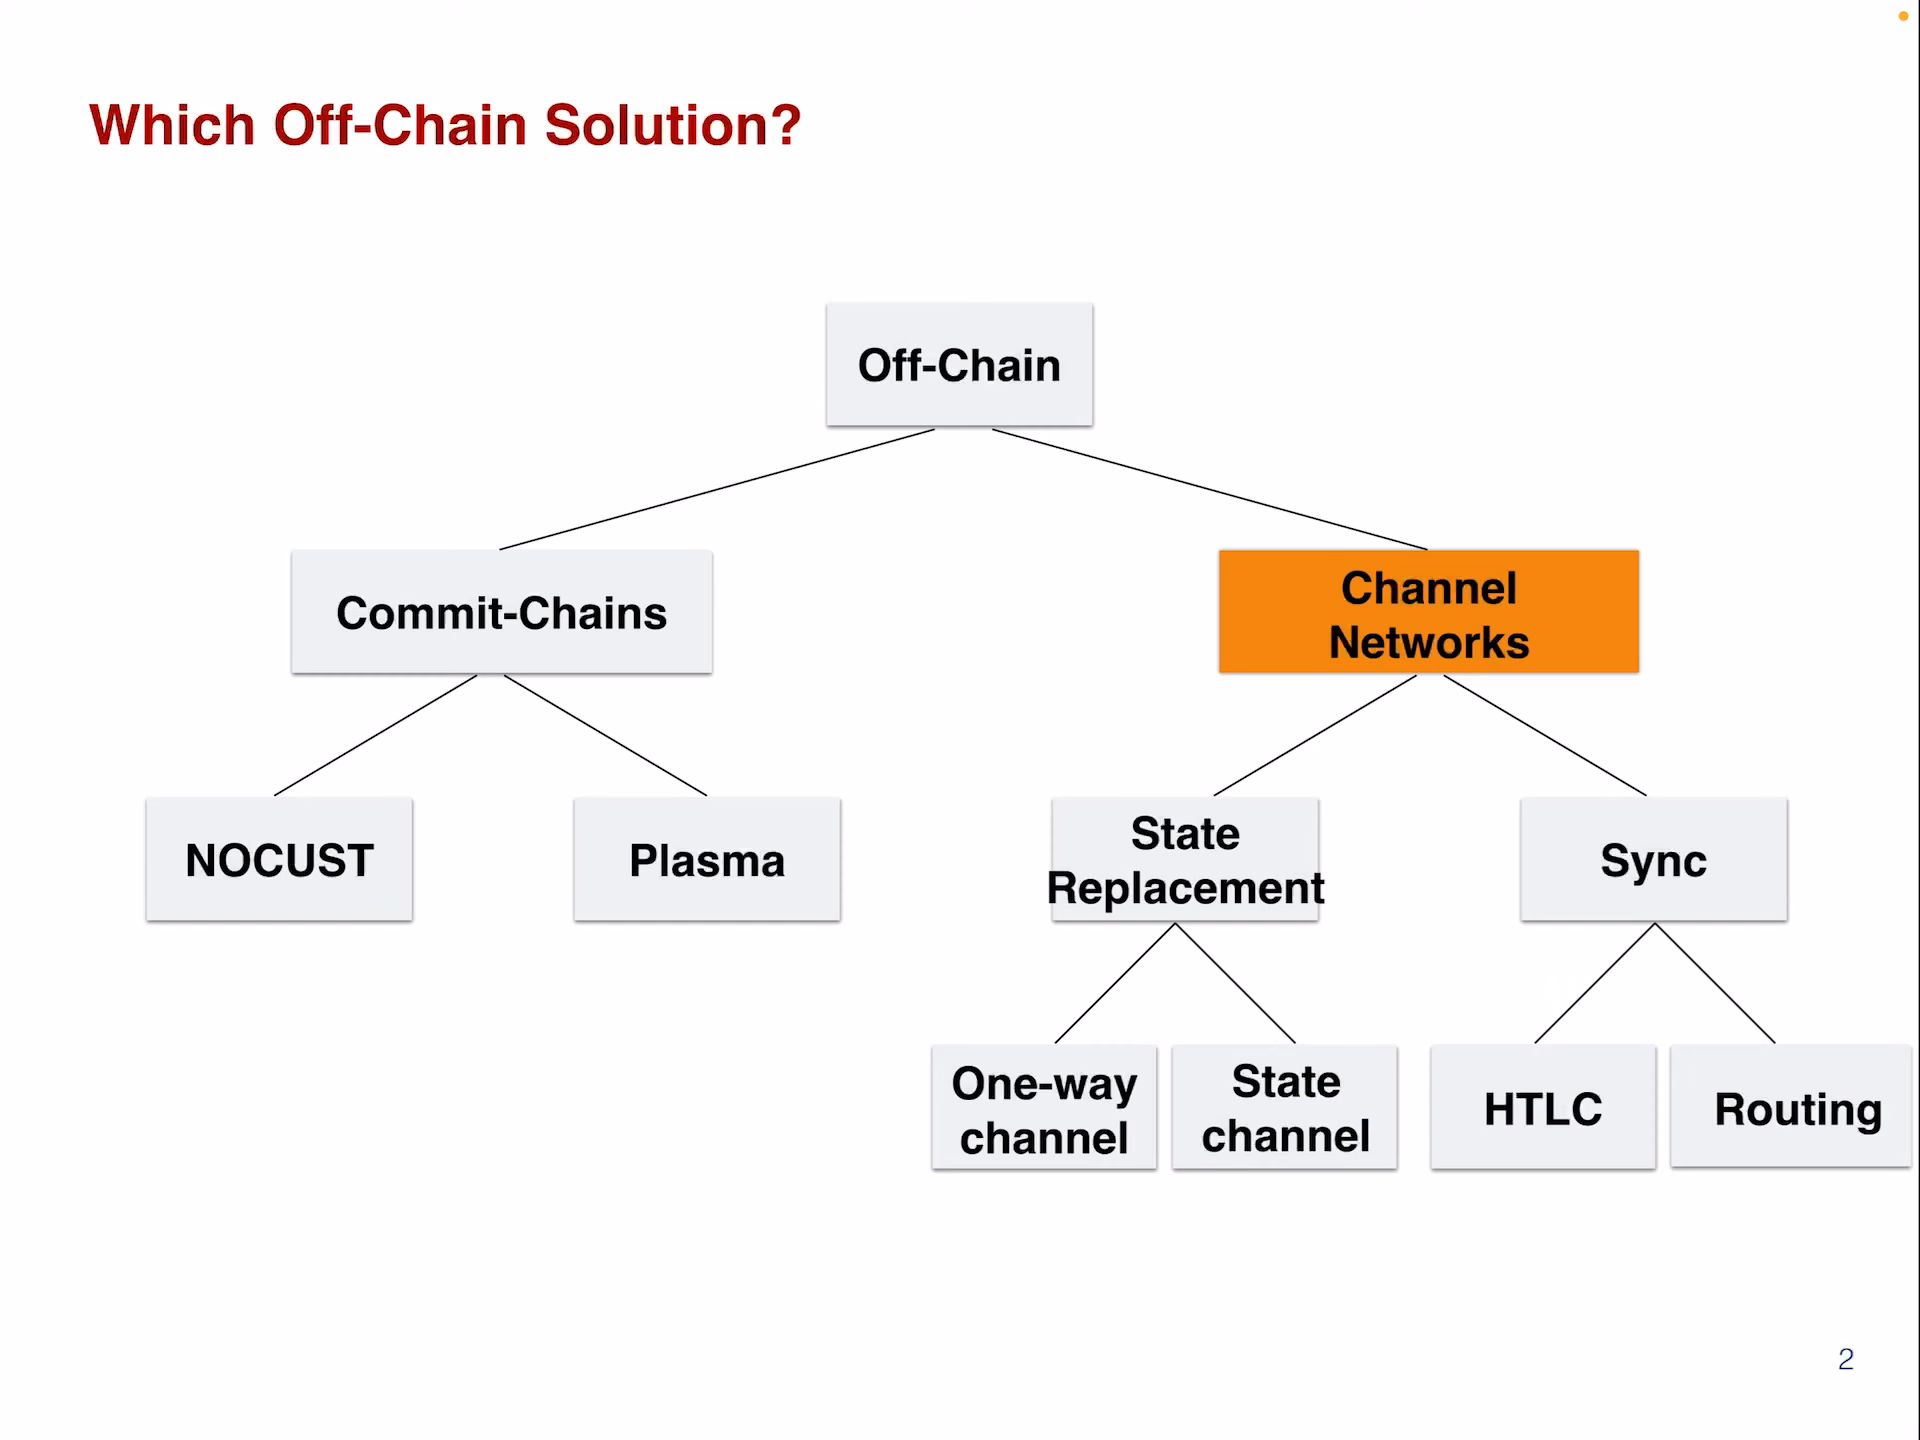 Which Off-Chain Solution?
Off-Chain
Commit-Chains
Channel
Networks
NOCUST
Plasma
State
Replacement
Sync
One-way
channel
State
channel
HTLC
Routing
2